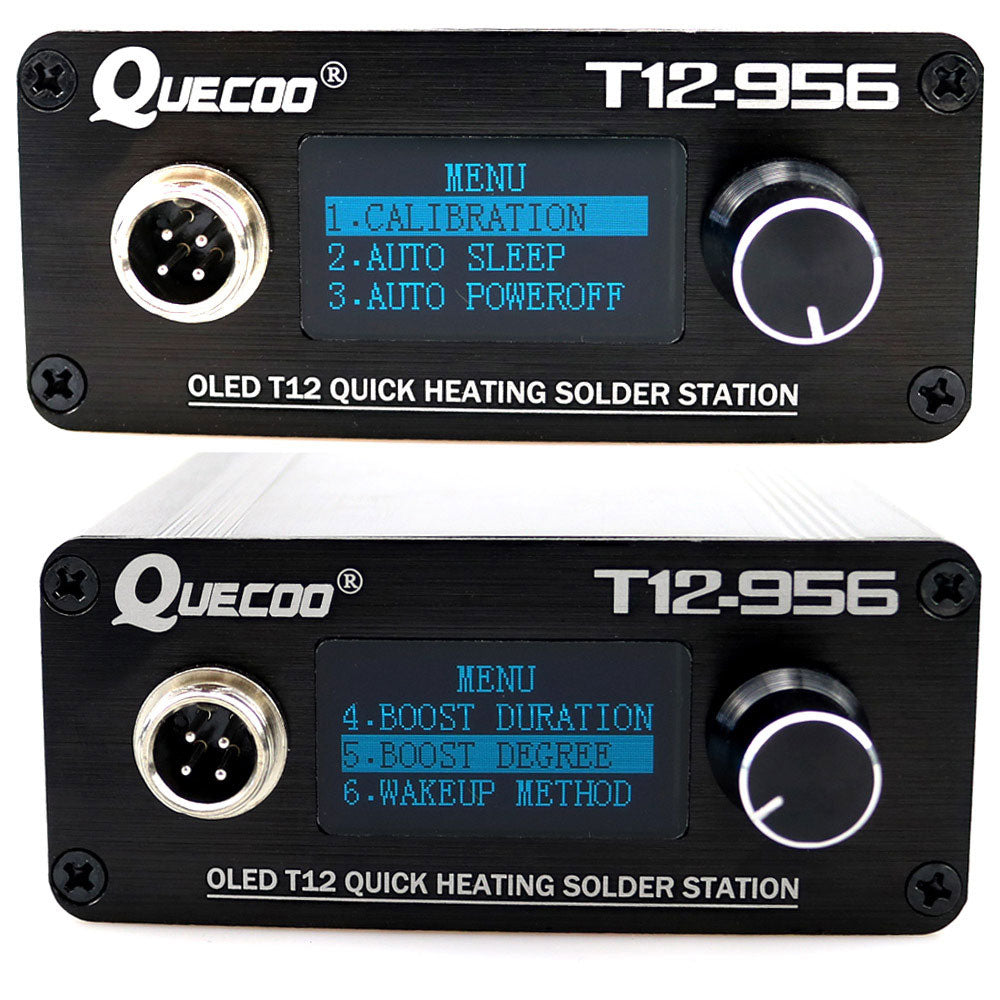 QUECOO®
T12-956
MENU
1.CALIBRATION
2.AUTO SLEEP
3.AUTO POWEROFF
OLED T12 QUICK HEATING SOLDER STATION
QUECOO®
T12-956
MENU
4.BOOST DURATION
5.BOOST DEGREE
6.WAKEUP METHOD
OLED T12 QUICK HEATING SOLDER STATION